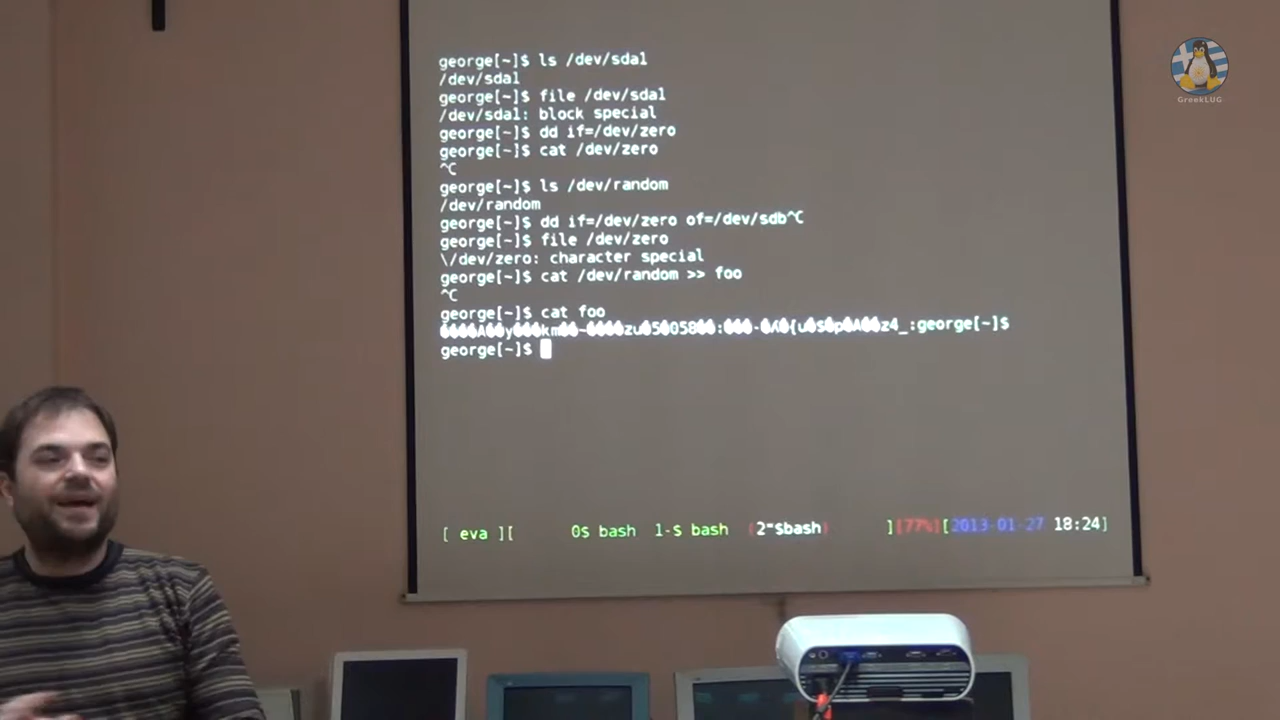 george[~]$ ls /dev/sda1
/dev/sda1
george[~]$ file /dev/sda1
/dev/sda1: block special
george[~]$ dd if=/dev/zero
george[~]$ cat /dev/zero
^C
george[~]$ ls /dev/random
/dev/random
george[~]$ dd if=/dev/zero of=/dev/sdb^C
george[~]$ file /dev/zero
\/dev/zero: character special
george[~]$ cat /dev/random >> foo
^C
george[~]$ cat foo
george[~]$
george[~]$
[ eva ][ 0$ bash 1-$ bash (2*$bash) ][77%][2013-01-27 18:24]
GreekLUG